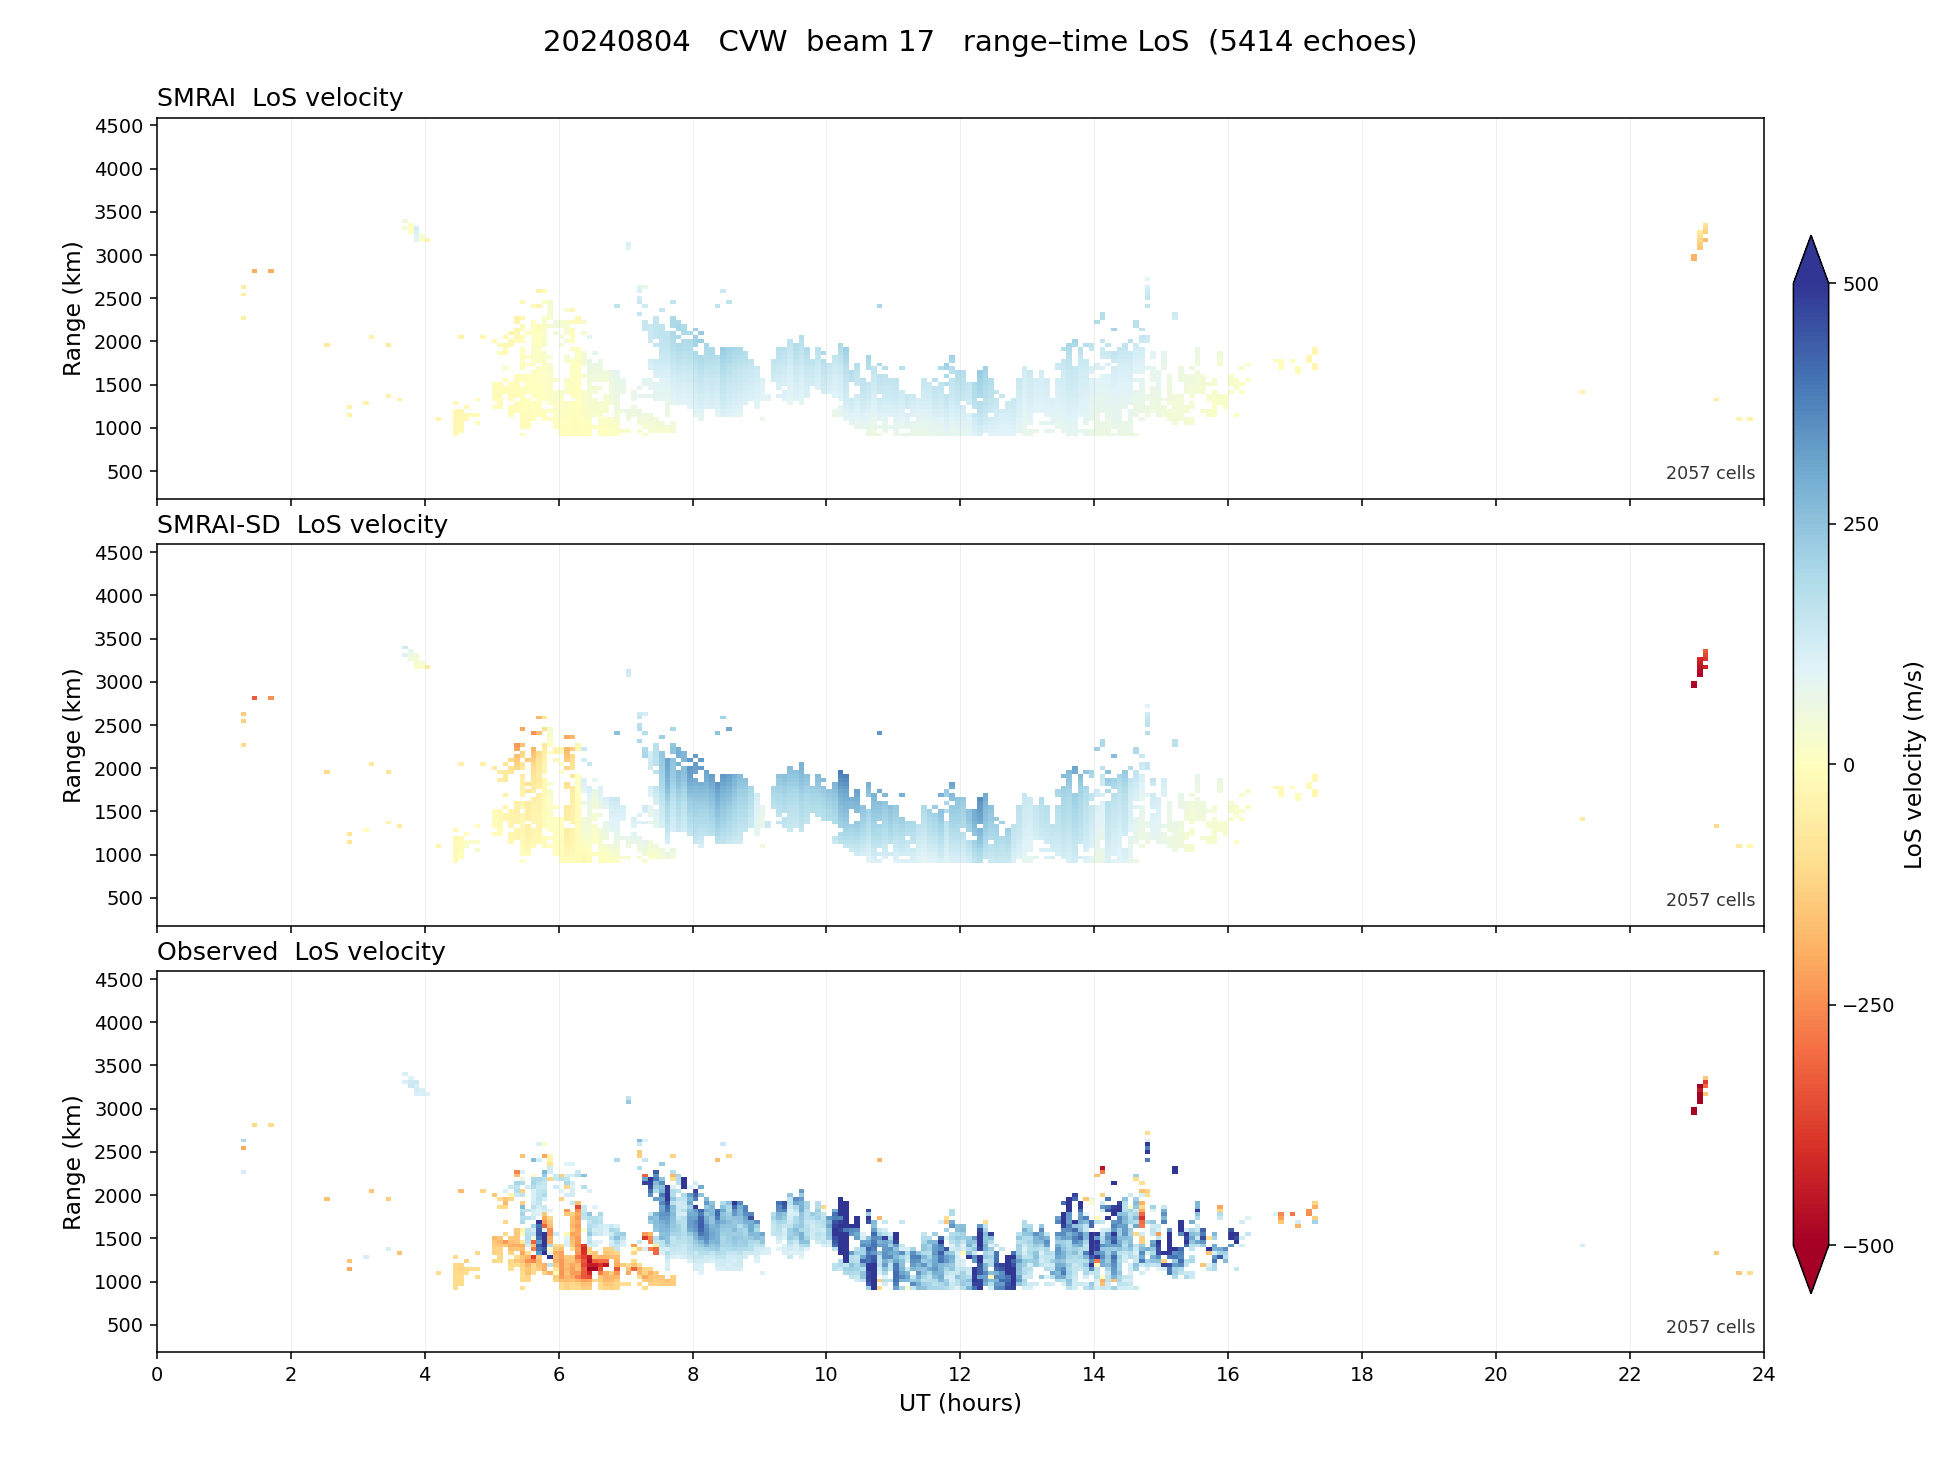 20240804   CVW  beam 17   range–time LoS  (5414 echoes)
SMRAI  LoS velocity
4500
4000
3500
3000
2500
2000
1500
1000
500
Range (km)
2057 cells
SMRAI-SD  LoS velocity
4500
4000
3500
3000
2500
2000
1500
1000
500
Range (km)
2057 cells
Observed  LoS velocity
4500
4000
3500
3000
2500
2000
1500
1000
500
Range (km)
2057 cells
0 2 4 6 8 10 12 14 16 18 20 22 24
UT (hours)
500
250
0
−250
−500
LoS velocity (m/s)